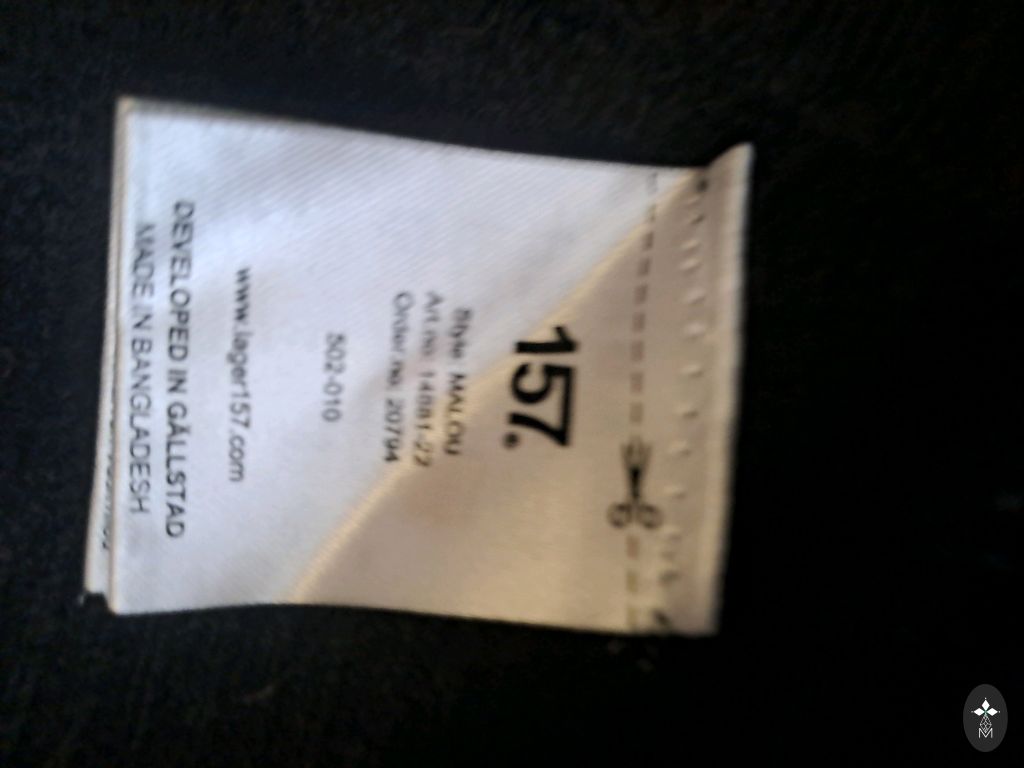 157.
Style: MALOU
Art.no: 14881-22
Order.no. 20794
502-010
www.lager157.com
DEVELOPED IN GÄLLSTAD
MADE IN BANGLADESH